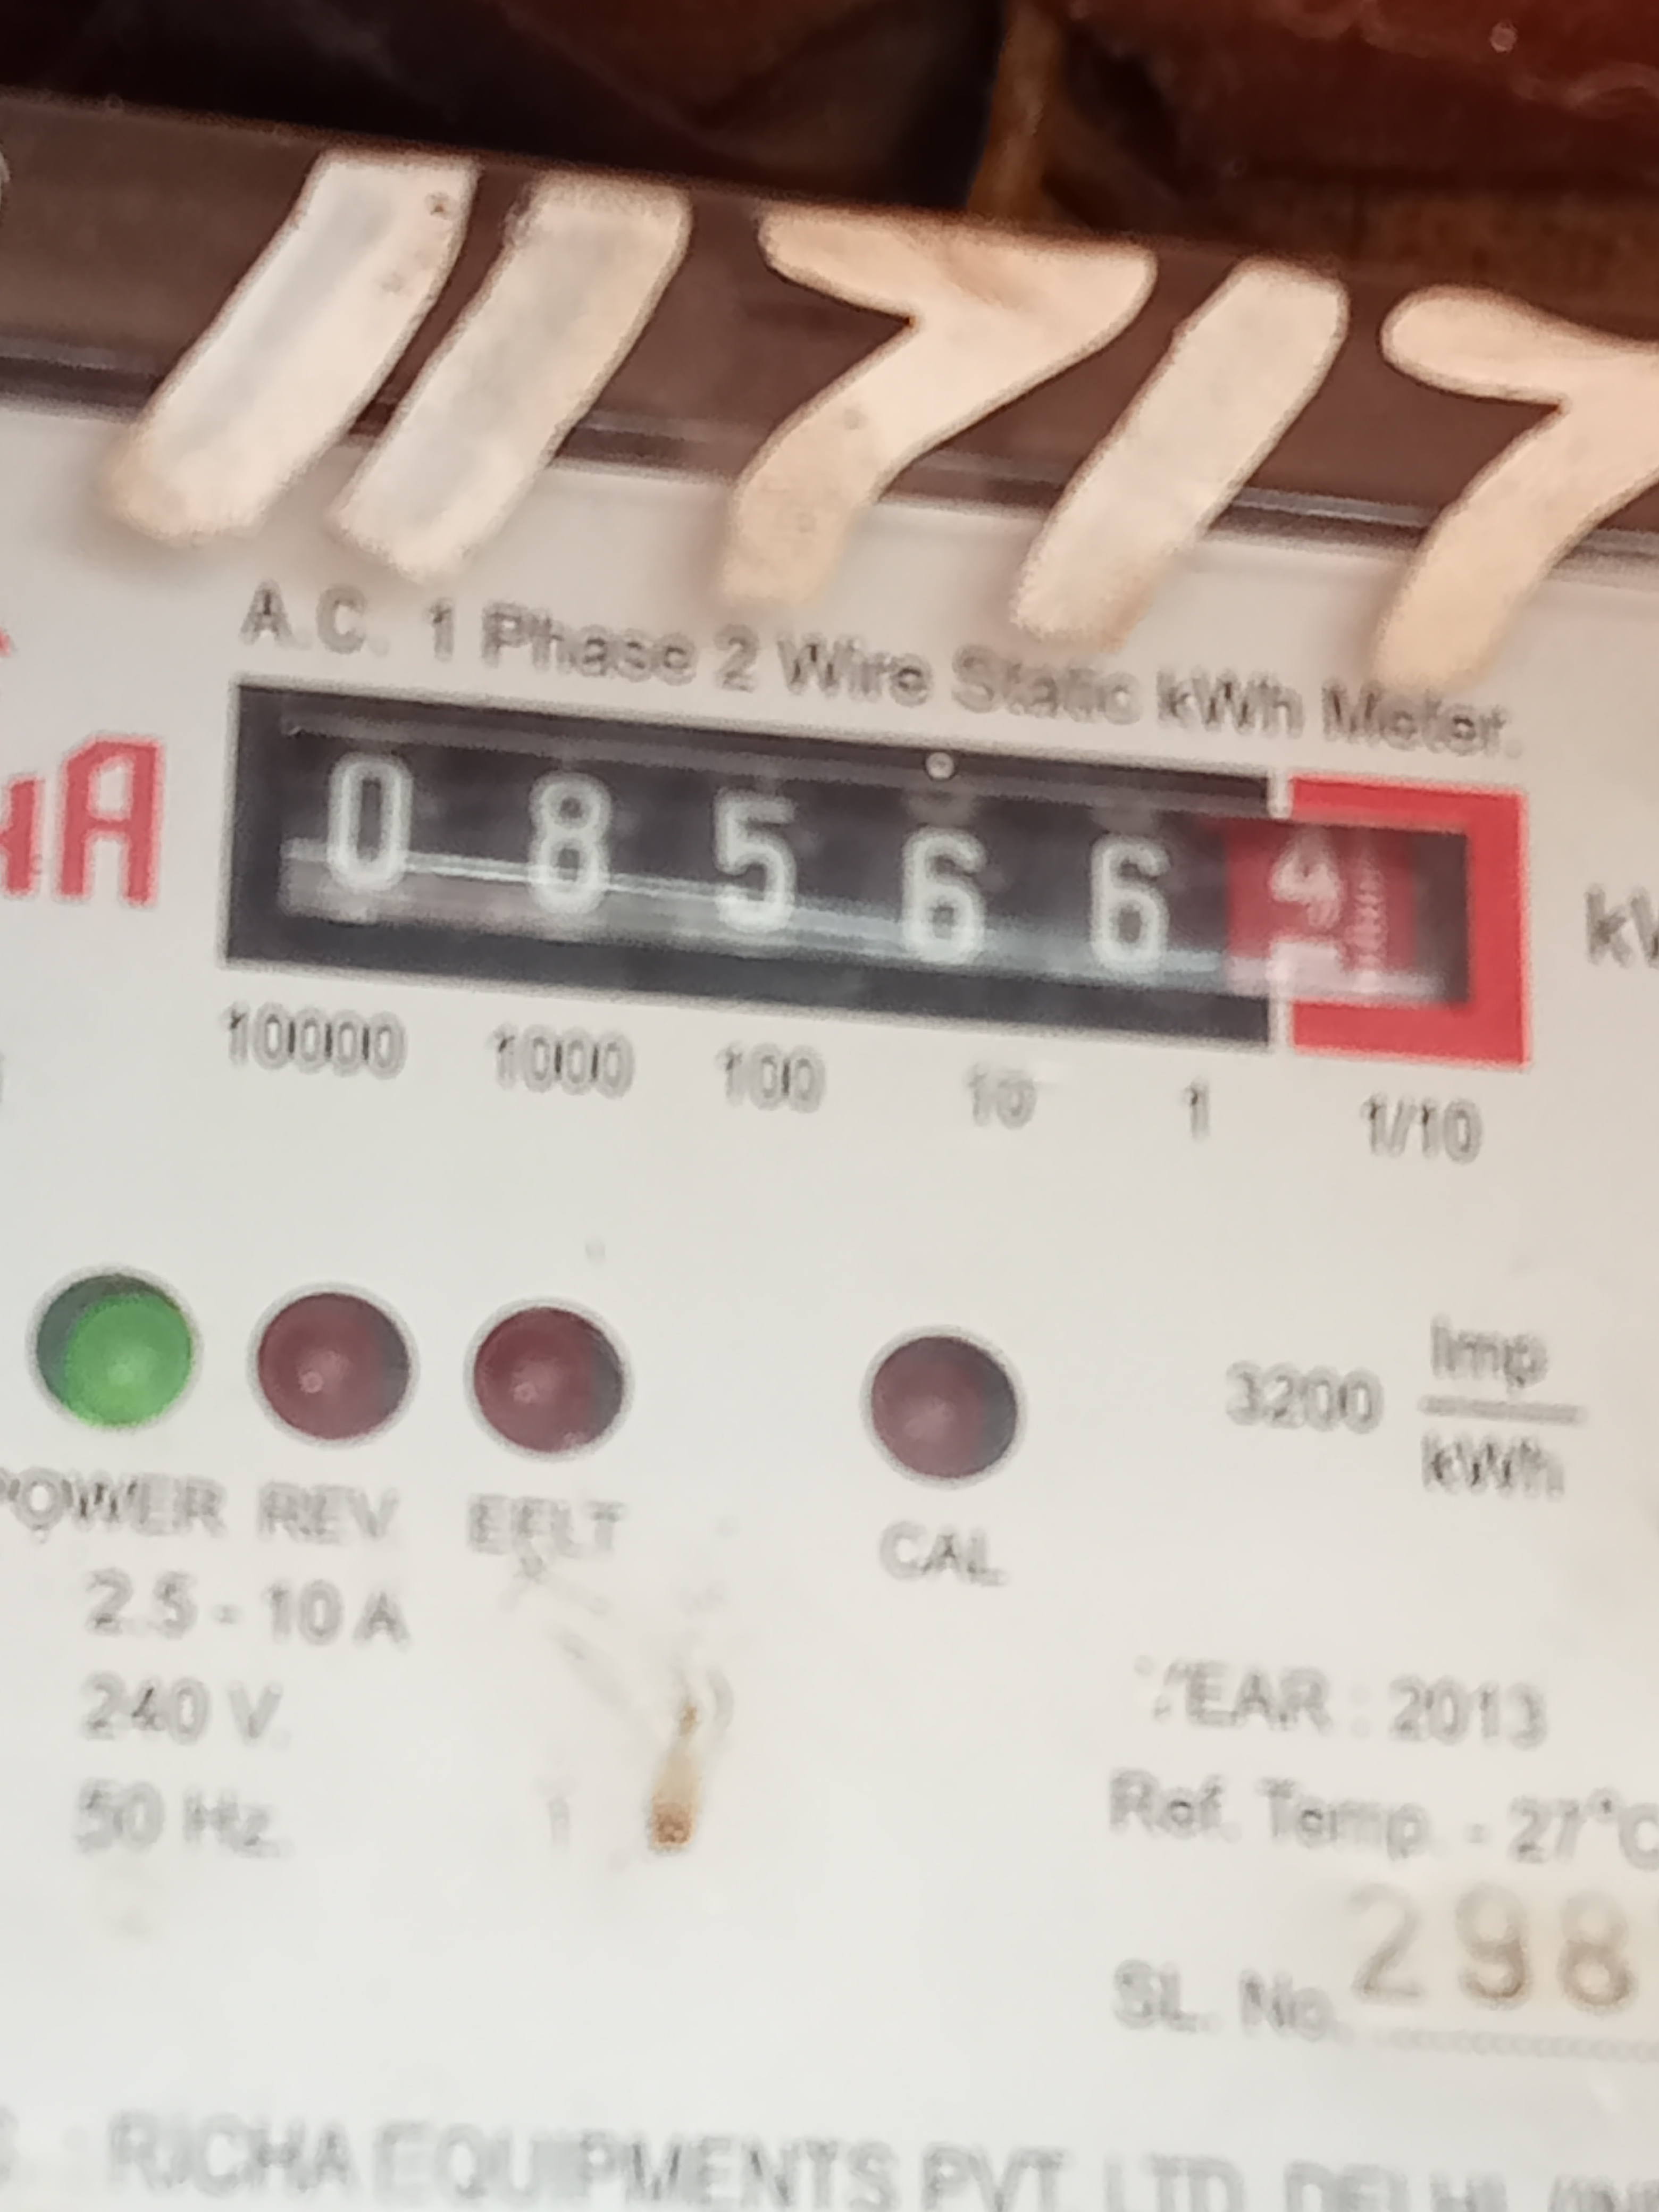 11717
A.C. 1 Phase 2 Wire Static kWh Meter.
HA
0 8 5 6 6 4
10000 1000 100 10 1 1/10
3200 Imp
kWh
POWER REV EFLT CAL
2.5 - 10 A
240 V.
50 Hz.
YEAR : 2013
Ref. Temp. - 27°C
SL. No. 298
RICHA EQUIPMENTS PVT. LTD. DELHI